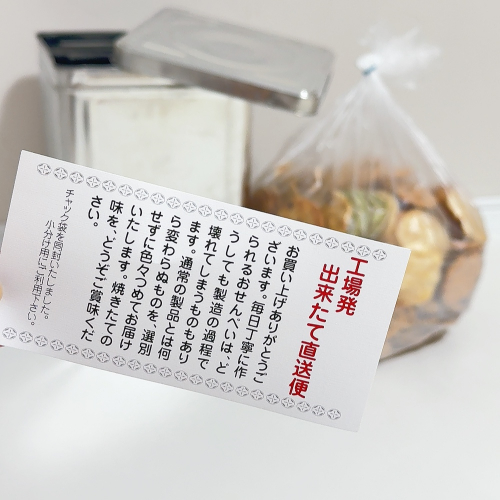 工場発
出来たて直送便
お買い上げありがとうご
ざいます。毎日丁寧に作
られるおせんべいは、ど
うしても製造の過程で
壊れてしまうものもあり
ます。通常の製品とは何
ら変わらぬものを、選別
せずに色々つめてお届け
いたします。焼きたての
味を、どうぞご賞味くだ
さい。
チャック袋を同封いたしました。
小分け用にご利用下さい。